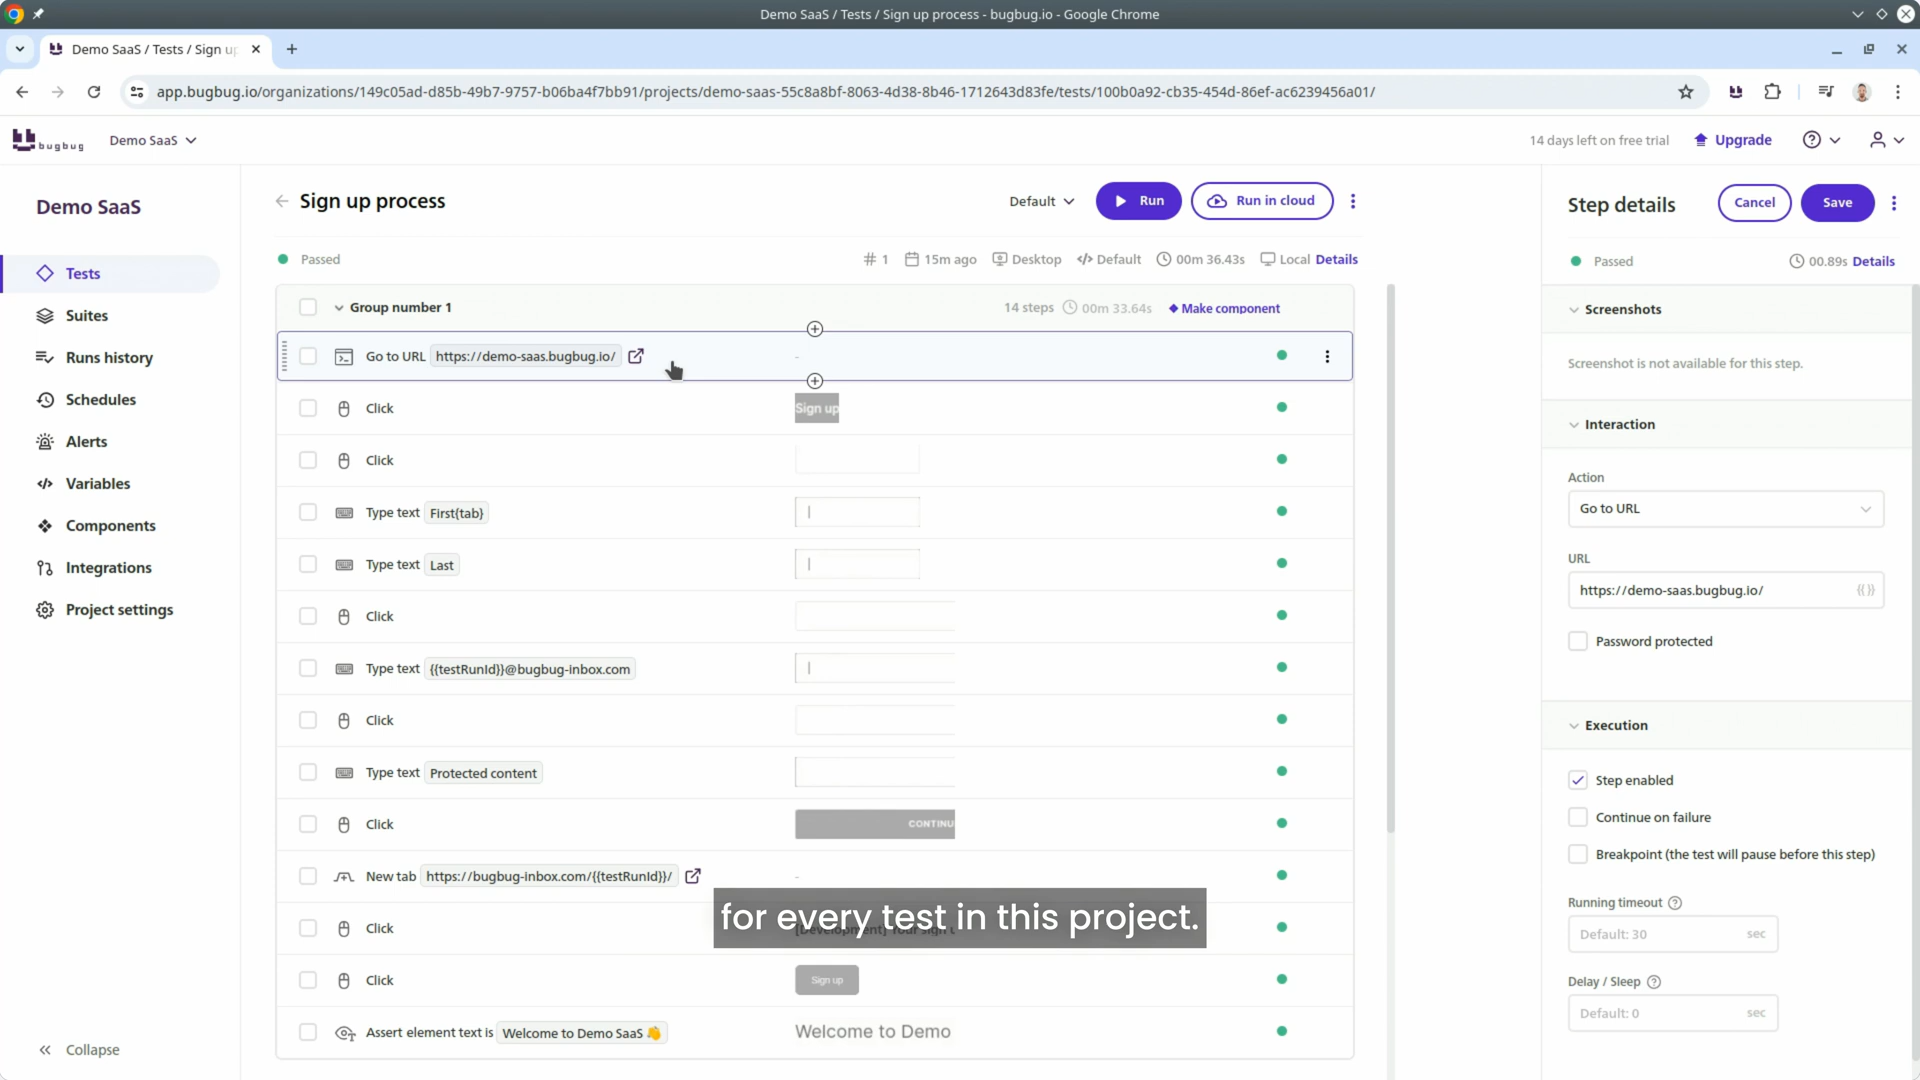 Demo SaaS / Tests / Sign up process - bugbug.io - Google Chrome
Demo SaaS / Tests / Sign up
app.bugbug.io/organizations/149c05ad-d85b-49b7-9757-b06ba4f7bb91/projects/demo-saas-55c8a8bf-8063-4d38-8b46-1712643d83fe/tests/100b0a92-cb35-454d-86ef-ac6239456a01/
bugbug
Demo SaaS
14 days left on free trial
Upgrade
Demo SaaS
Tests
Suites
Runs history
Schedules
Alerts
Variables
Components
Integrations
Project settings
Collapse
Sign up process
Default
Run
Run in cloud
Passed
# 1
15m ago
Desktop
</> Default
00m 36.43s
Local
Details
Group number 1
14 steps
00m 33.64s
Make component
Go to URL https://demo-saas.bugbug.io/ -
Click Sign up
Click
Type text First{tab}
Type text Last
Click
Type text {{testRunId}}@bugbug-inbox.com
Click
Type text Protected content
Click CONTINU
New tab https://bugbug-inbox.com/{{testRunId}}/ -
for every test in this project.
Click [Development] Your sign
Click Sign up
Assert element text is Welcome to Demo SaaS 👋 Welcome to Demo
Step details
Cancel
Save
Passed
00.89s Details
Screenshots
Screenshot is not available for this step.
Interaction
Action
Go to URL
URL
https://demo-saas.bugbug.io/ {{}}
Password protected
Execution
Step enabled
Continue on failure
Breakpoint (the test will pause before this step)
Running timeout
Default: 30 sec
Delay / Sleep
Default: 0 sec